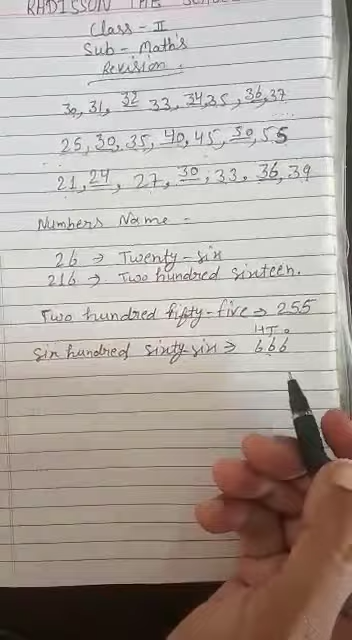 RADISSON THE
Class - II
Sub - Math's
Revision.
30, 31, 32 33, 34, 35, 36, 37
25, 30, 35, 40, 45, 50, 55
21, 24, 27, 30, 33, 36, 39
Numbers Name -
26 → Twenty-six
216 → Two hundred sixteen.
Two hundred fifty-five → 255
H T O
Six hundred sixty-six → 666